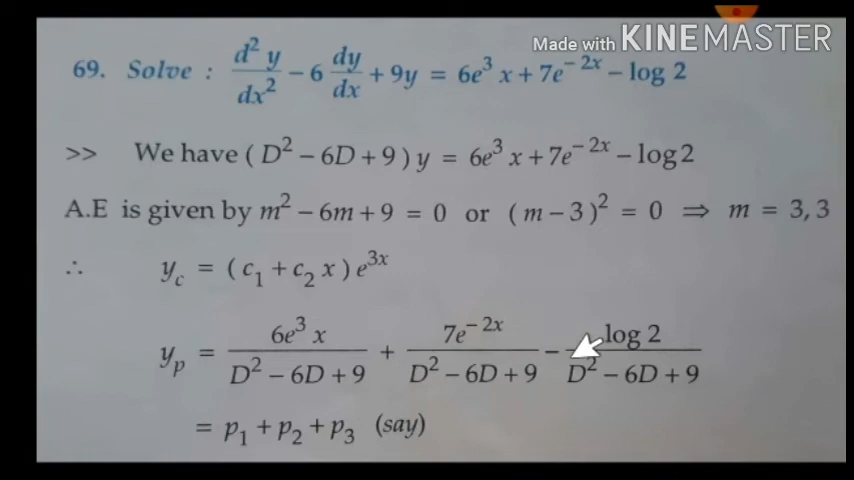 Made with KINEMASTER
69. Solve : d² y / dx² − 6 dy / dx + 9y = 6e³ x + 7e⁻ ²ˣ − log 2
>> We have ( D² − 6D + 9 ) y = 6e³ x + 7e⁻ ²ˣ − log 2
A.E is given by m² − 6m + 9 = 0 or ( m − 3 )² = 0 ⇒ m = 3, 3
∴ y_c = ( c₁ + c₂ x ) e³ˣ
y_p = 6e³ x / D² − 6D + 9 + 7e⁻ ²ˣ / D² − 6D + 9 − log 2 / D² − 6D + 9
= p₁ + p₂ + p₃ (say)